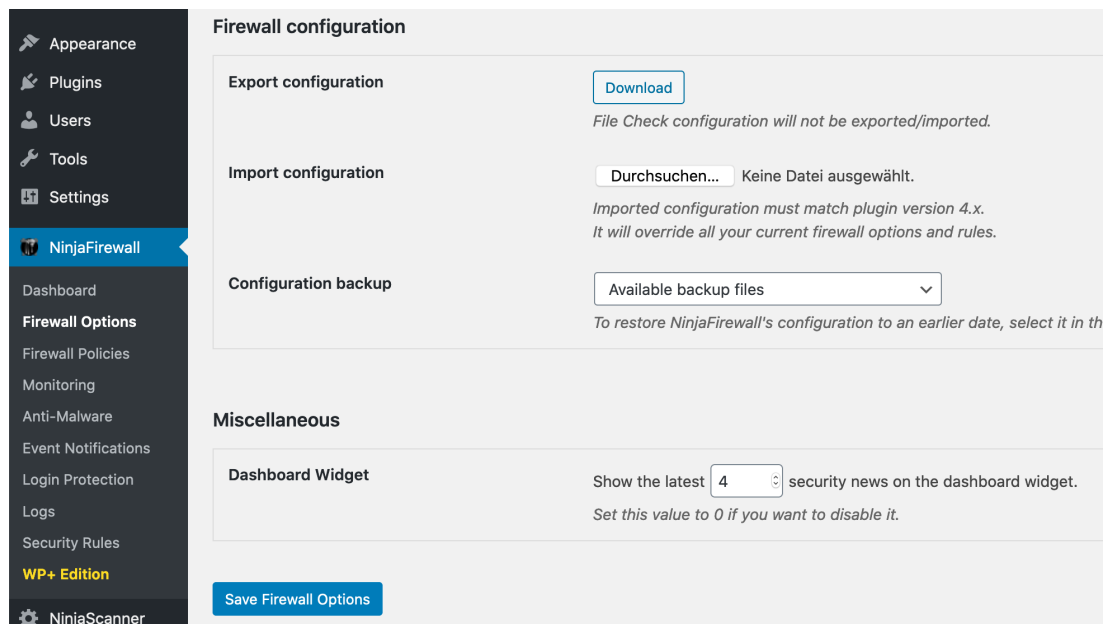 Appearance
Plugins
Users
Tools
Settings
NinjaFirewall
Dashboard
Firewall Options
Firewall Policies
Monitoring
Anti-Malware
Event Notifications
Login Protection
Logs
Security Rules
WP+ Edition
NinjaScanner
Firewall configuration
Export configuration
Download
File Check configuration will not be exported/imported.
Import configuration
Durchsuchen... Keine Datei ausgewählt.
Imported configuration must match plugin version 4.x.
It will override all your current firewall options and rules.
Configuration backup
Available backup files
To restore NinjaFirewall's configuration to an earlier date, select it in th
Miscellaneous
Dashboard Widget
Show the latest 4 security news on the dashboard widget.
Set this value to 0 if you want to disable it.
Save Firewall Options